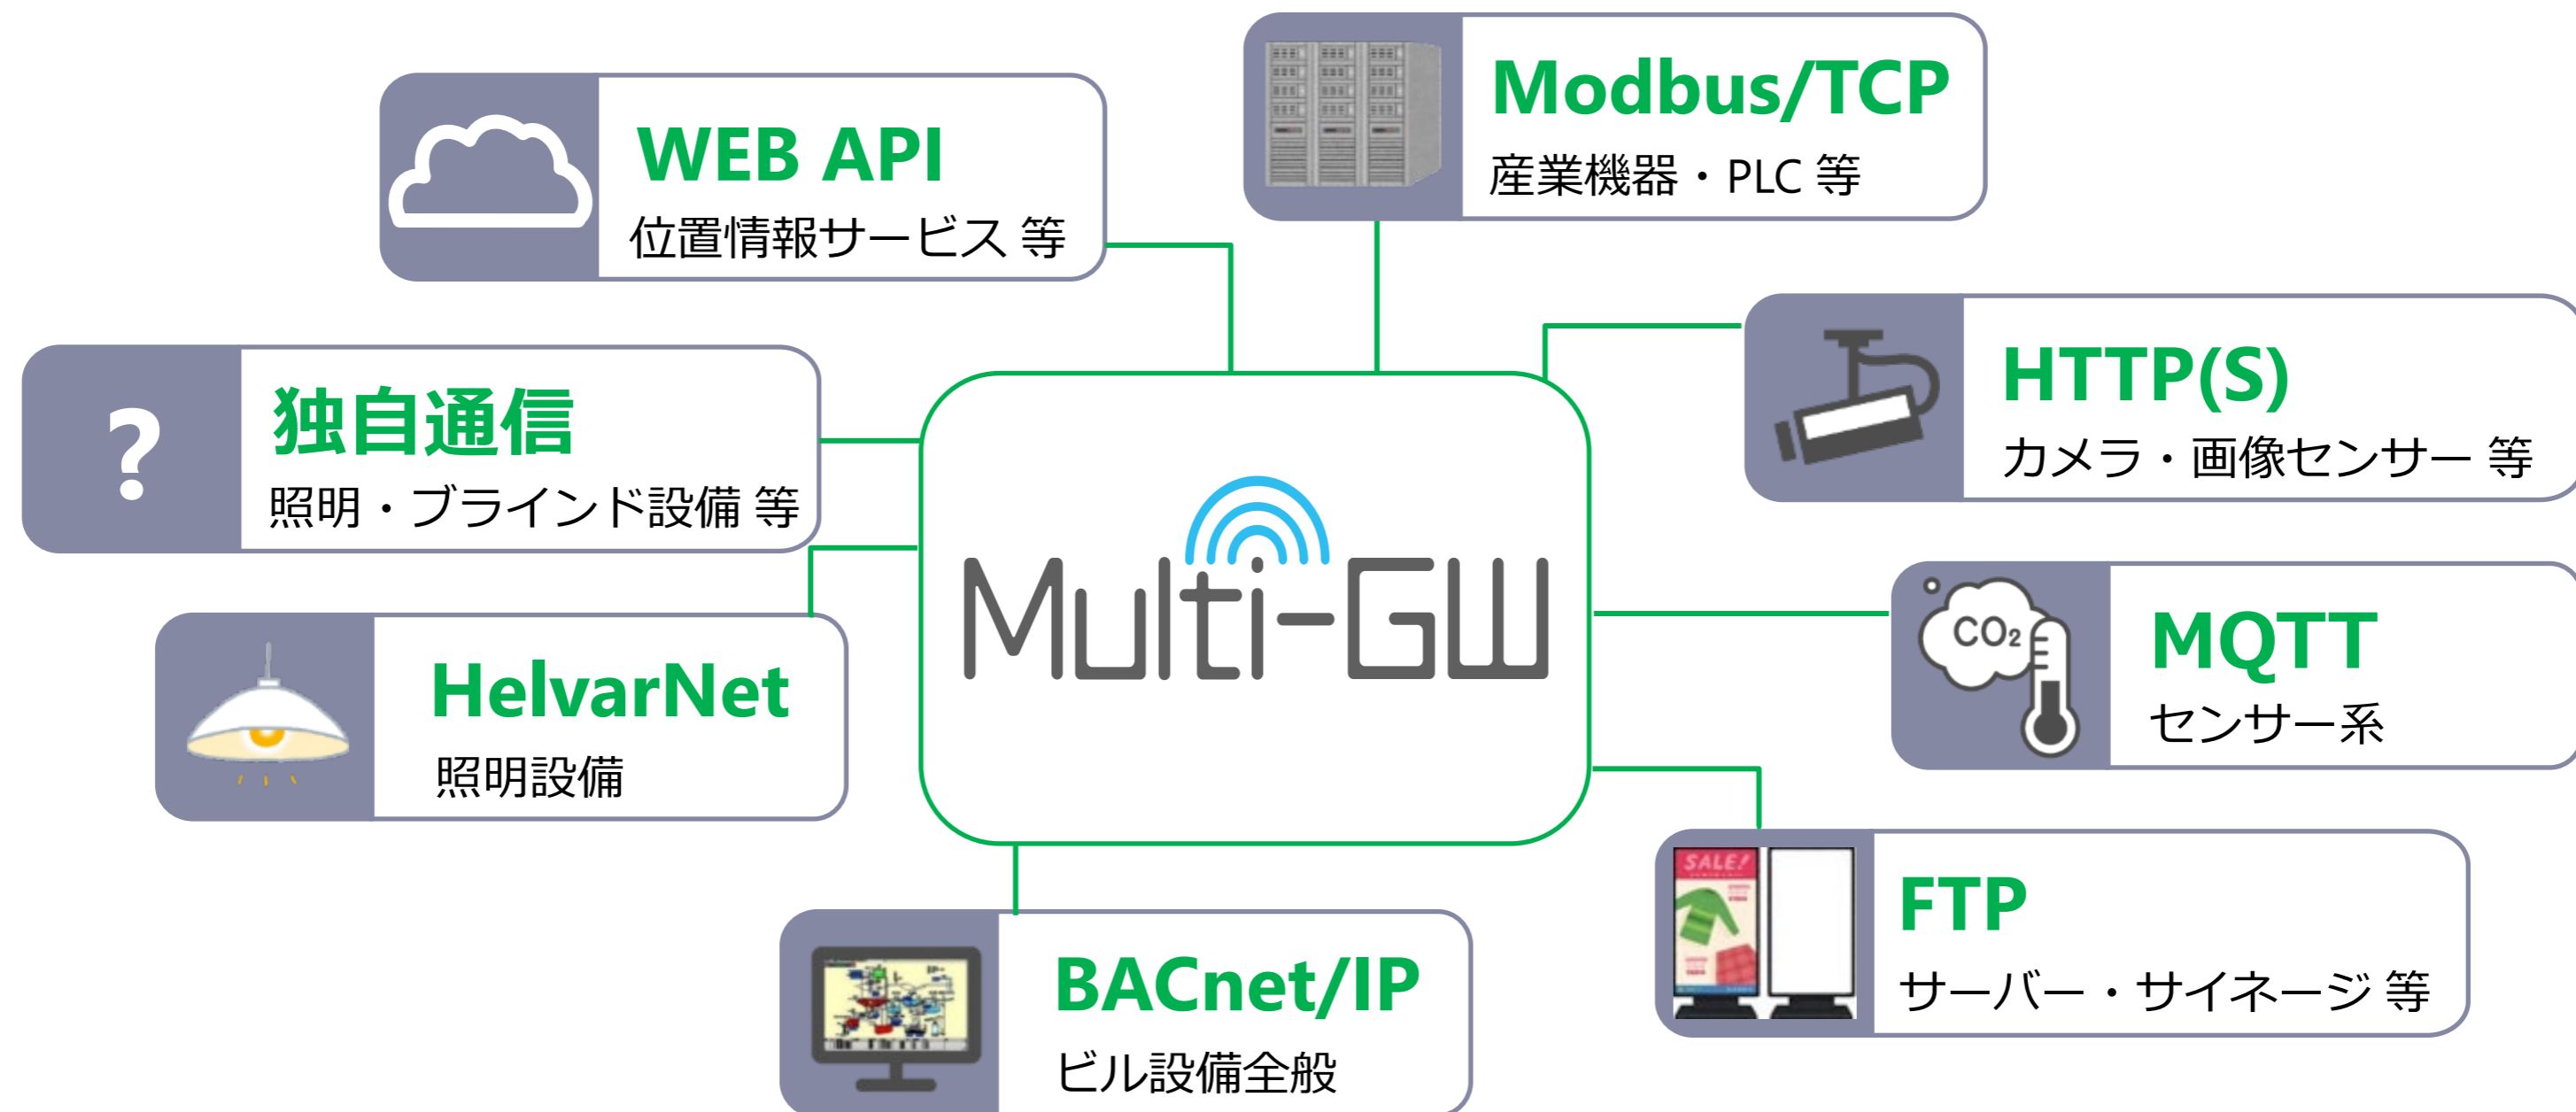 WEB API
位置情報サービス 等
Modbus/TCP
産業機器・PLC 等
?
独自通信
照明・ブラインド設備 等
HTTP(S)
カメラ・画像センサー 等
Multi-GW
CO₂
MQTT
センサー系
HelvarNet
照明設備
SALE!
FTP
サーバー・サイネージ 等
BACnet/IP
ビル設備全般